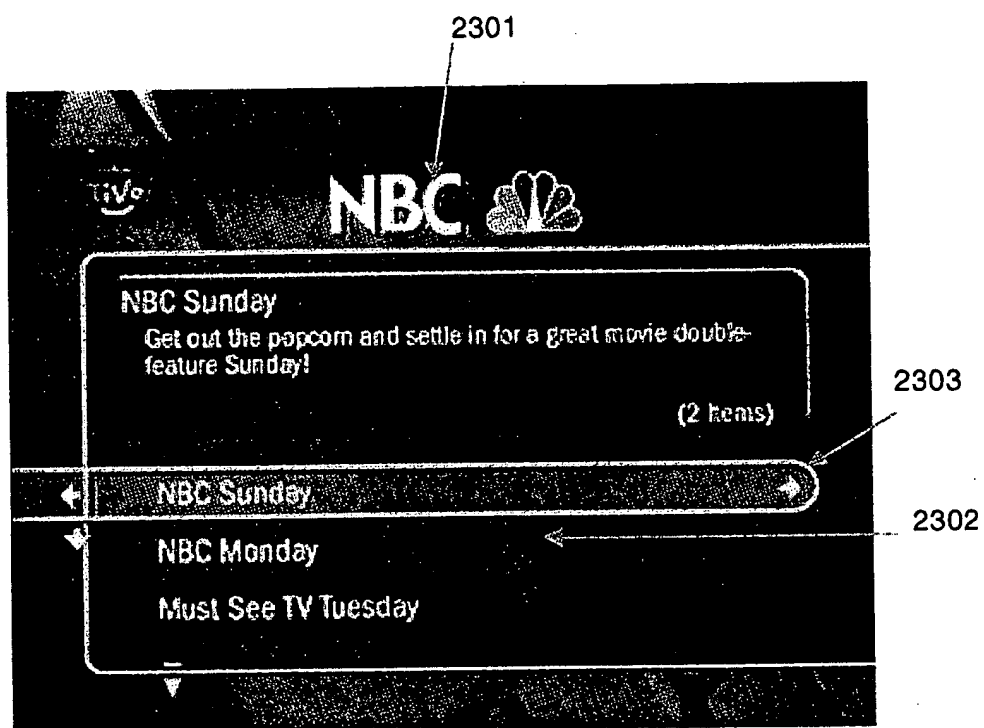 2301
TiVo
NBC
NBC Sunday
Get out the popcorn and settle in for a great movie double-
feature Sunday!
(2 Items)
2303
NBC Sunday
2302
NBC Monday
Must See TV Tuesday